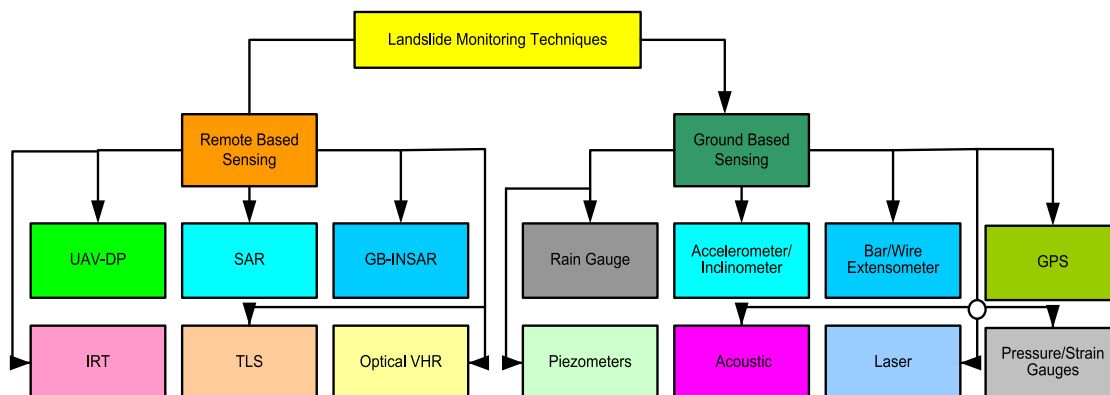 Landslide Monitoring Techniques
Remote Based
Sensing
Ground Based
Sensing
UAV-DP
SAR
GB-INSAR
Rain Gauge
Accelerometer/
Inclinometer
Bar/Wire
Extensometer
GPS
IRT
TLS
Optical VHR
Piezometers
Acoustic
Laser
Pressure/Strain
Gauges